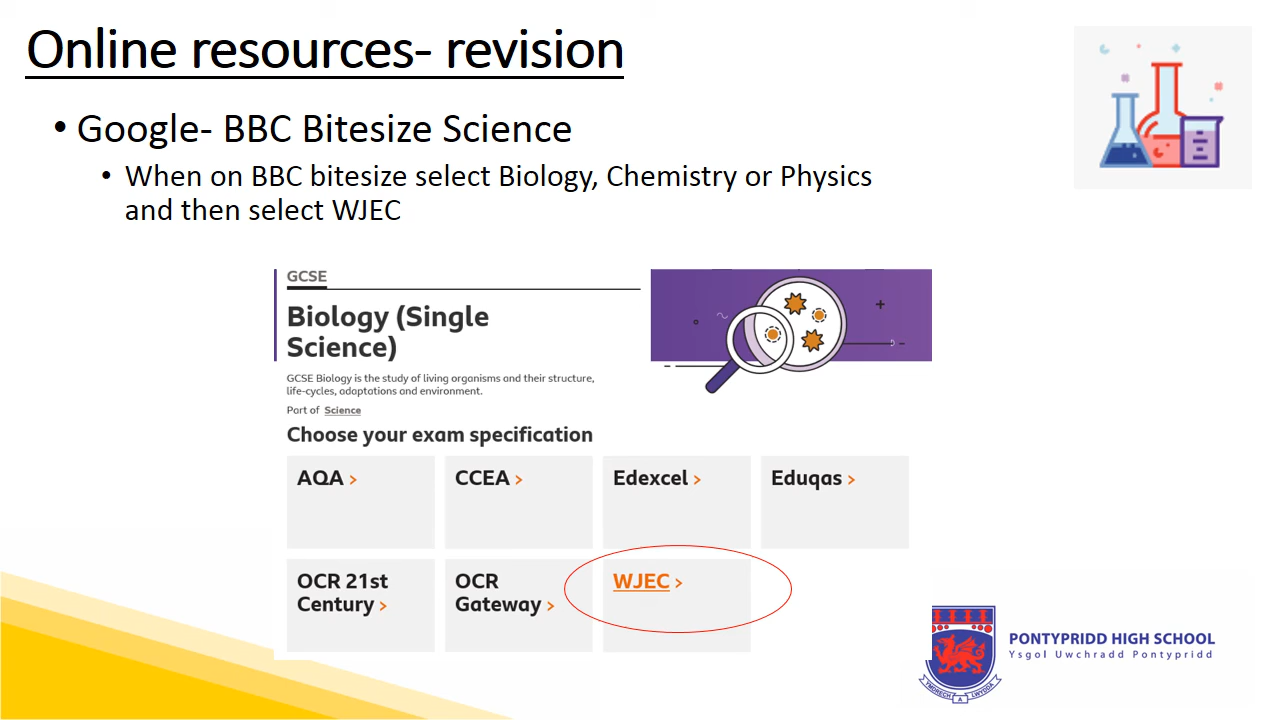 Online resources- revision
• Google- BBC Bitesize Science
• When on BBC bitesize select Biology, Chemistry or Physics
and then select WJEC
GCSE
Biology (Single
Science)
GCSE Biology is the study of living organisms and their structure,
life-cycles, adaptations and environment.
Part of Science
Choose your exam specification
AQA ›
CCEA ›
Edexcel ›
Eduqas ›
OCR 21st
Century ›
OCR
Gateway ›
WJEC ›
PONTYPRIDD HIGH SCHOOL
Ysgol Uwchradd Pontypridd
YMDRECH A LWYDDA